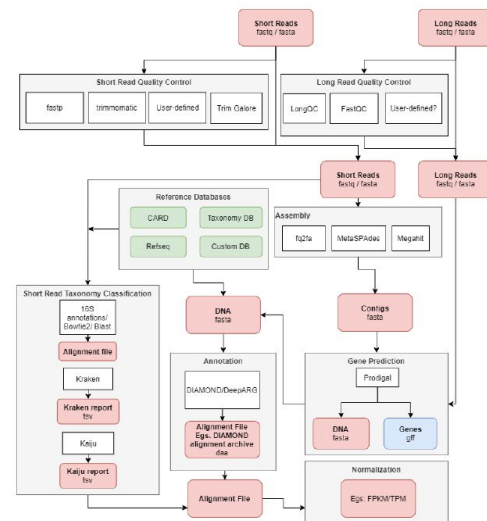 Short Reads
fastq / fasta
Long Reads
fastq / fasta
Short Read Quality Control
fastp
trimmomatic
User-defined
Trim Galore
Long Read Quality Control
LongQC
FastQC
User-defined?
Short Reads
fastq / fasta
Long Reads
fastq / fasta
Reference Databases
CARD
Taxonomy DB
Refseq
Custom DB
Assembly
fq2fa
MetaSPAdes
Megahit
Short Read Taxonomy Classification
16S
annotations/
Bowtie2/ Blast
Alignment file
Kraken
Kraken report
tsv
Kaiju
Kaiju report
tsv
DNA
fasta
Contigs
fasta
Annotation
DIAMOND/DeepARG
Alignment File
Egs. DIAMOND
alignment archive
daa
Gene Prediction
Prodigal
DNA
fasta
Genes
gff
Alignment File
Normalization
Egs: FPKM/TPM